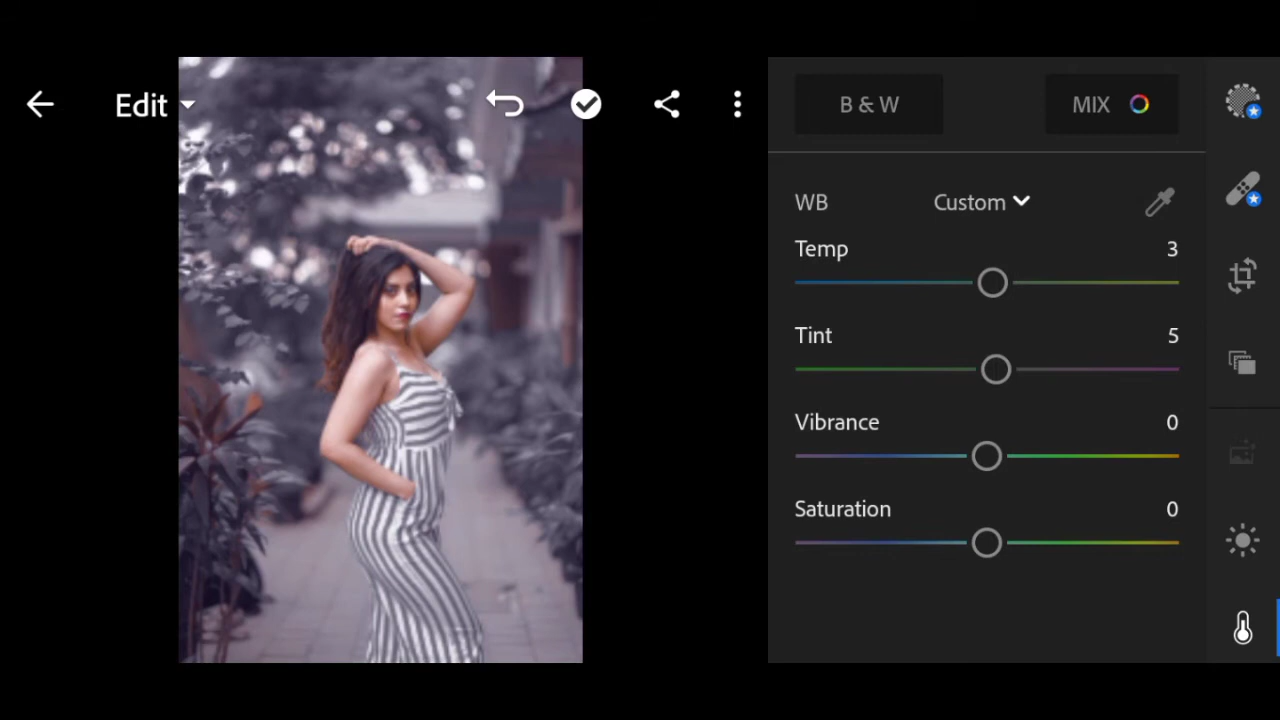 Edit
B & W
MIX
WB
Custom
Temp
3
Tint
5
Vibrance
0
Saturation
0